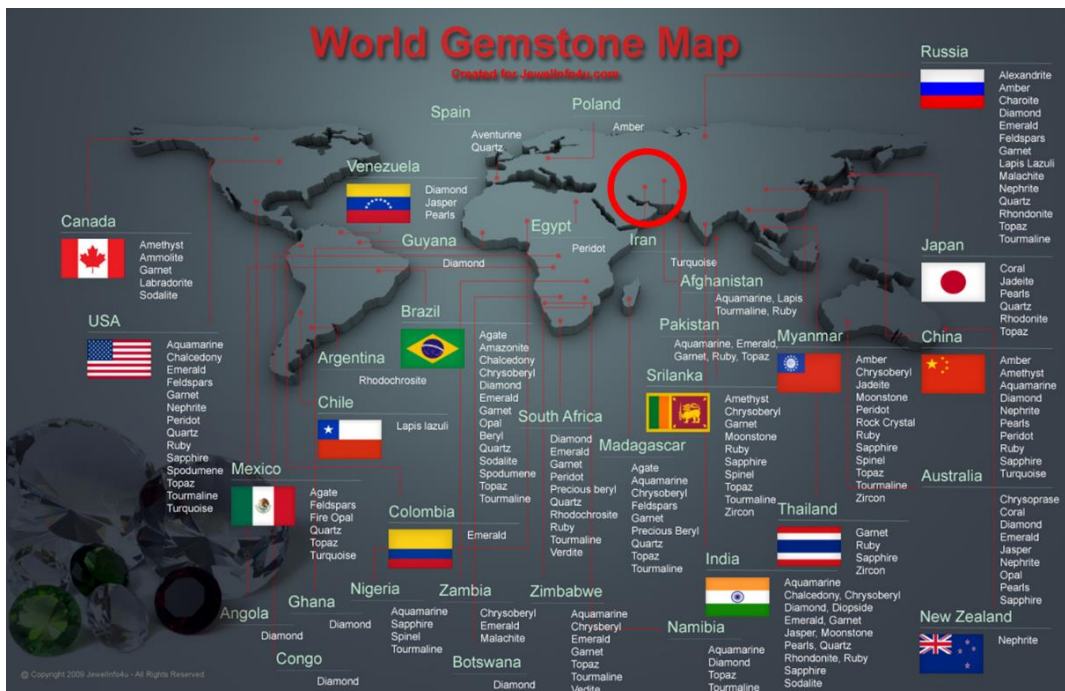 World Gemstone Map
Created for JewelInfo4u.com
Russia
Alexandrite
Amber
Charoite
Diamond
Emerald
Feldspars
Garnet
Lapis Lazuli
Malachite
Nephrite
Quartz
Rhondonite
Topaz
Tourmaline
Poland
Amber
Spain
Aventurine
Quartz
Venezuela
Diamond
Jasper
Pearls
Canada
Amethyst
Ammolite
Garnet
Labradorite
Sodalite
Guyana
Diamond
Egypt
Peridot
Iran
Turquoise
Afghanistan
Aquamarine, Lapis
Tourmaline, Ruby
Japan
Coral
Jadeite
Pearls
Quartz
Rhodonite
Topaz
USA
Aquamarine
Chalcedony
Emerald
Feldspars
Garnet
Nephrite
Peridot
Quartz
Ruby
Sapphire
Spodumene
Topaz
Tourmaline
Turquoise
Brazil
Agate
Amazonite
Chalcedony
Chrysoberyl
Diamond
Emerald
Garnet
Opal
Beryl
Quartz
Sodalite
Spodumene
Topaz
Tourmaline
Argentina
Rhodochrosite
Pakistan
Aquamarine, Emerald,
Garnet, Ruby, Topaz
Myanmar
Amber
Chrysoberyl
Jadeite
Moonstone
Peridot
Rock Crystal
Ruby
Sapphire
Spinel
Topaz
Tourmaline
Zircon
China
Amber
Amethyst
Aquamarine
Diamond
Nephrite
Pearls
Peridot
Ruby
Sapphire
Turquoise
Chile
Lapis lazuli
Srilanka
Amethyst
Chrysoberyl
Garnet
Moonstone
Ruby
Sapphire
Spinel
Topaz
Tourmaline
Zircon
South Africa
Diamond
Emerald
Garnet
Peridot
Precious beryl
Quartz
Rhodochrosite
Ruby
Tourmaline
Verdite
Madagascar
Agate
Aquamarine
Chrysoberyl
Feldspars
Garnet
Precious Beryl
Quartz
Topaz
Tourmaline
Mexico
Agate
Feldspars
Fire Opal
Quartz
Topaz
Turquoise
Colombia
Emerald
Australia
Chrysoprase
Coral
Diamond
Emerald
Jasper
Nephrite
Opal
Pearls
Sapphire
Thailand
Garnet
Ruby
Sapphire
Zircon
India
Aquamarine
Chalcedony, Chrysoberyl
Diamond, Diopside
Emerald, Garnet
Jasper, Moonstone
Pearls, Quartz
Rhondonite, Ruby
Sapphire
Sodalite
Angola
Diamond
Ghana
Diamond
Nigeria
Aquamarine
Sapphire
Spinel
Tourmaline
Zambia
Chrysoberyl
Emerald
Malachite
Zimbabwe
Aquamarine
Chrysberyl
Emerald
Garnet
Topaz
Tourmaline
Verdite
Namibia
Aquamarine
Diamond
Topaz
Tourmaline
New Zealand
Nephrite
Congo
Diamond
Botswana
Diamond
@ Copyright 2009 JewelInfo4u - All Rights Reserved